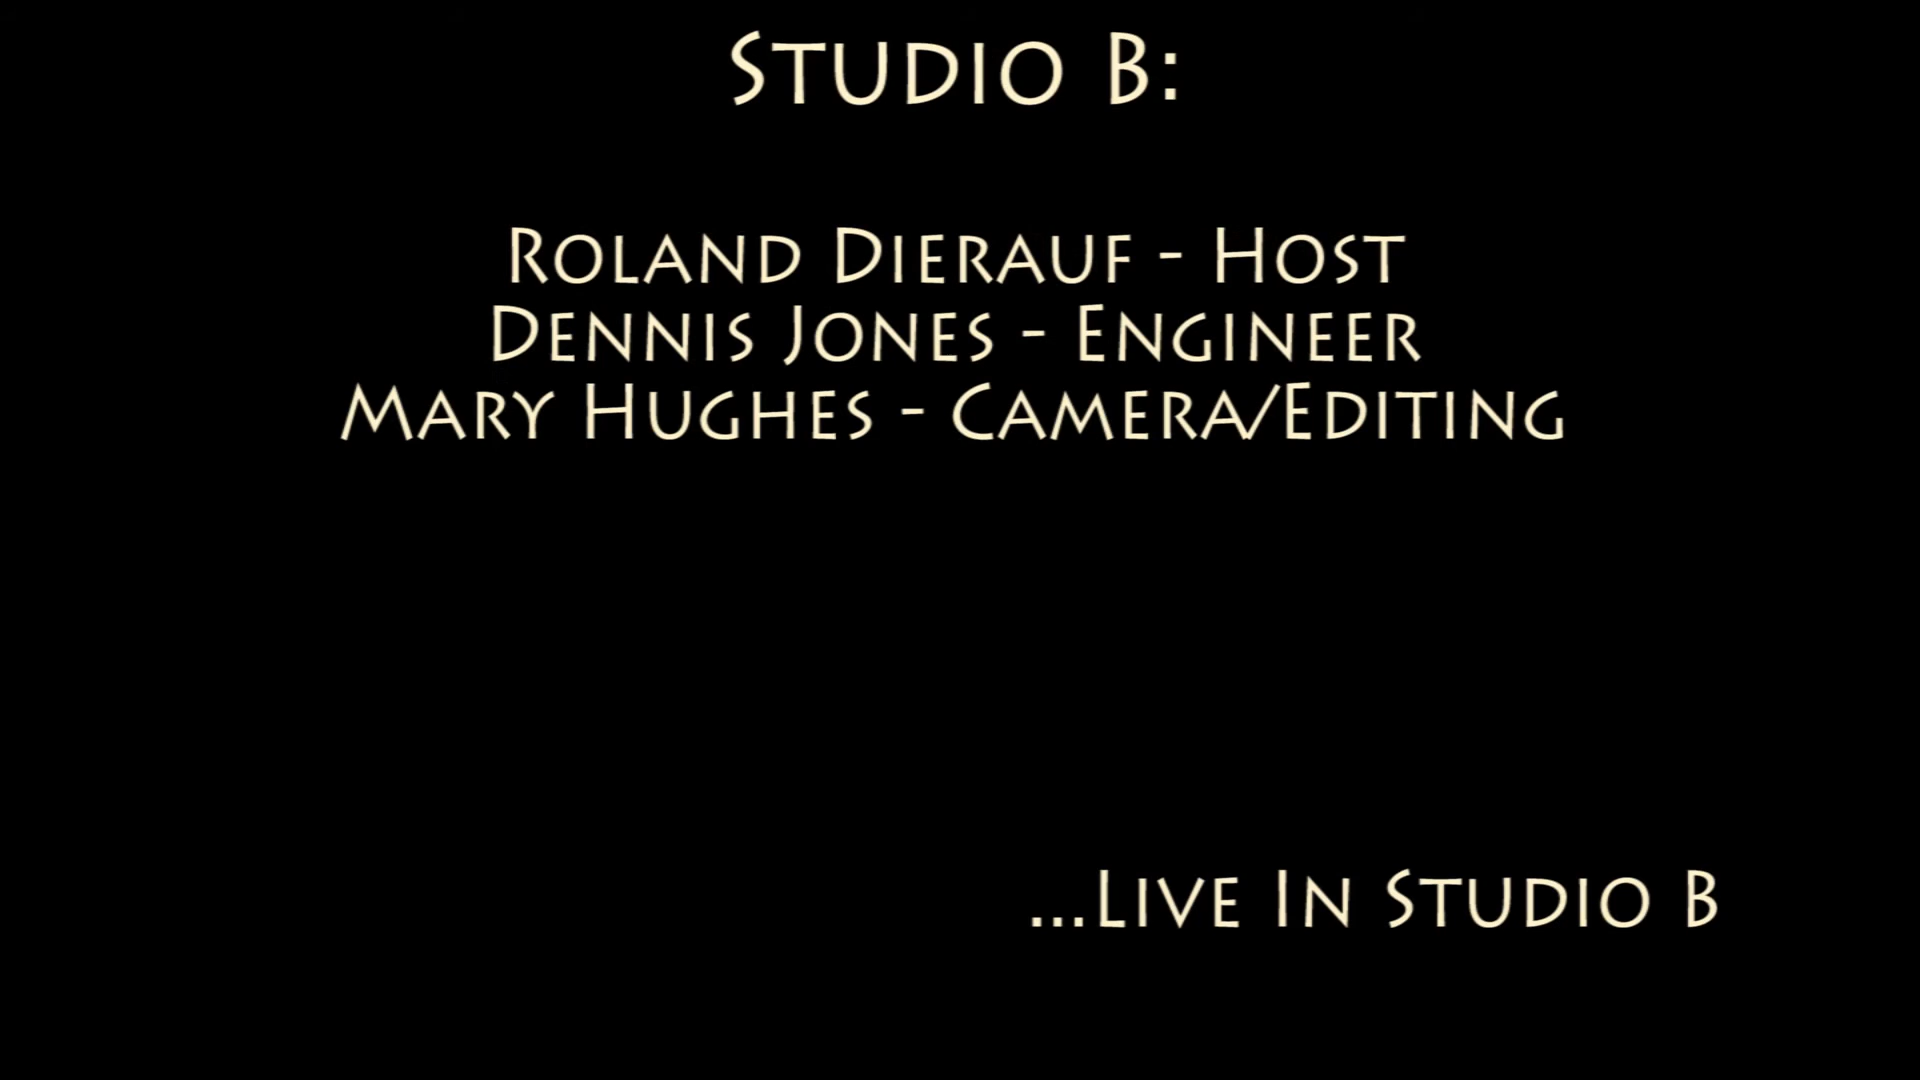 Studio B:
Roland Dierauf - Host
Dennis Jones - Engineer
Mary Hughes - Camera/Editing
...Live In Studio B